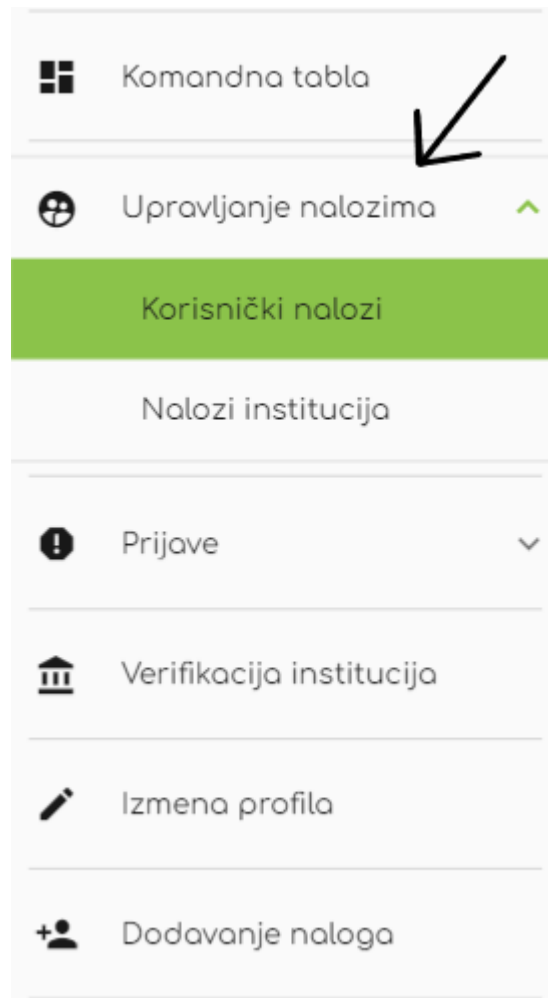 Komandna tabla
Upravljanje nalozima
Korisnički nalozi
Nalozi institucija
Prijave
Verifikacija institucija
Izmena profila
Dodavanje naloga